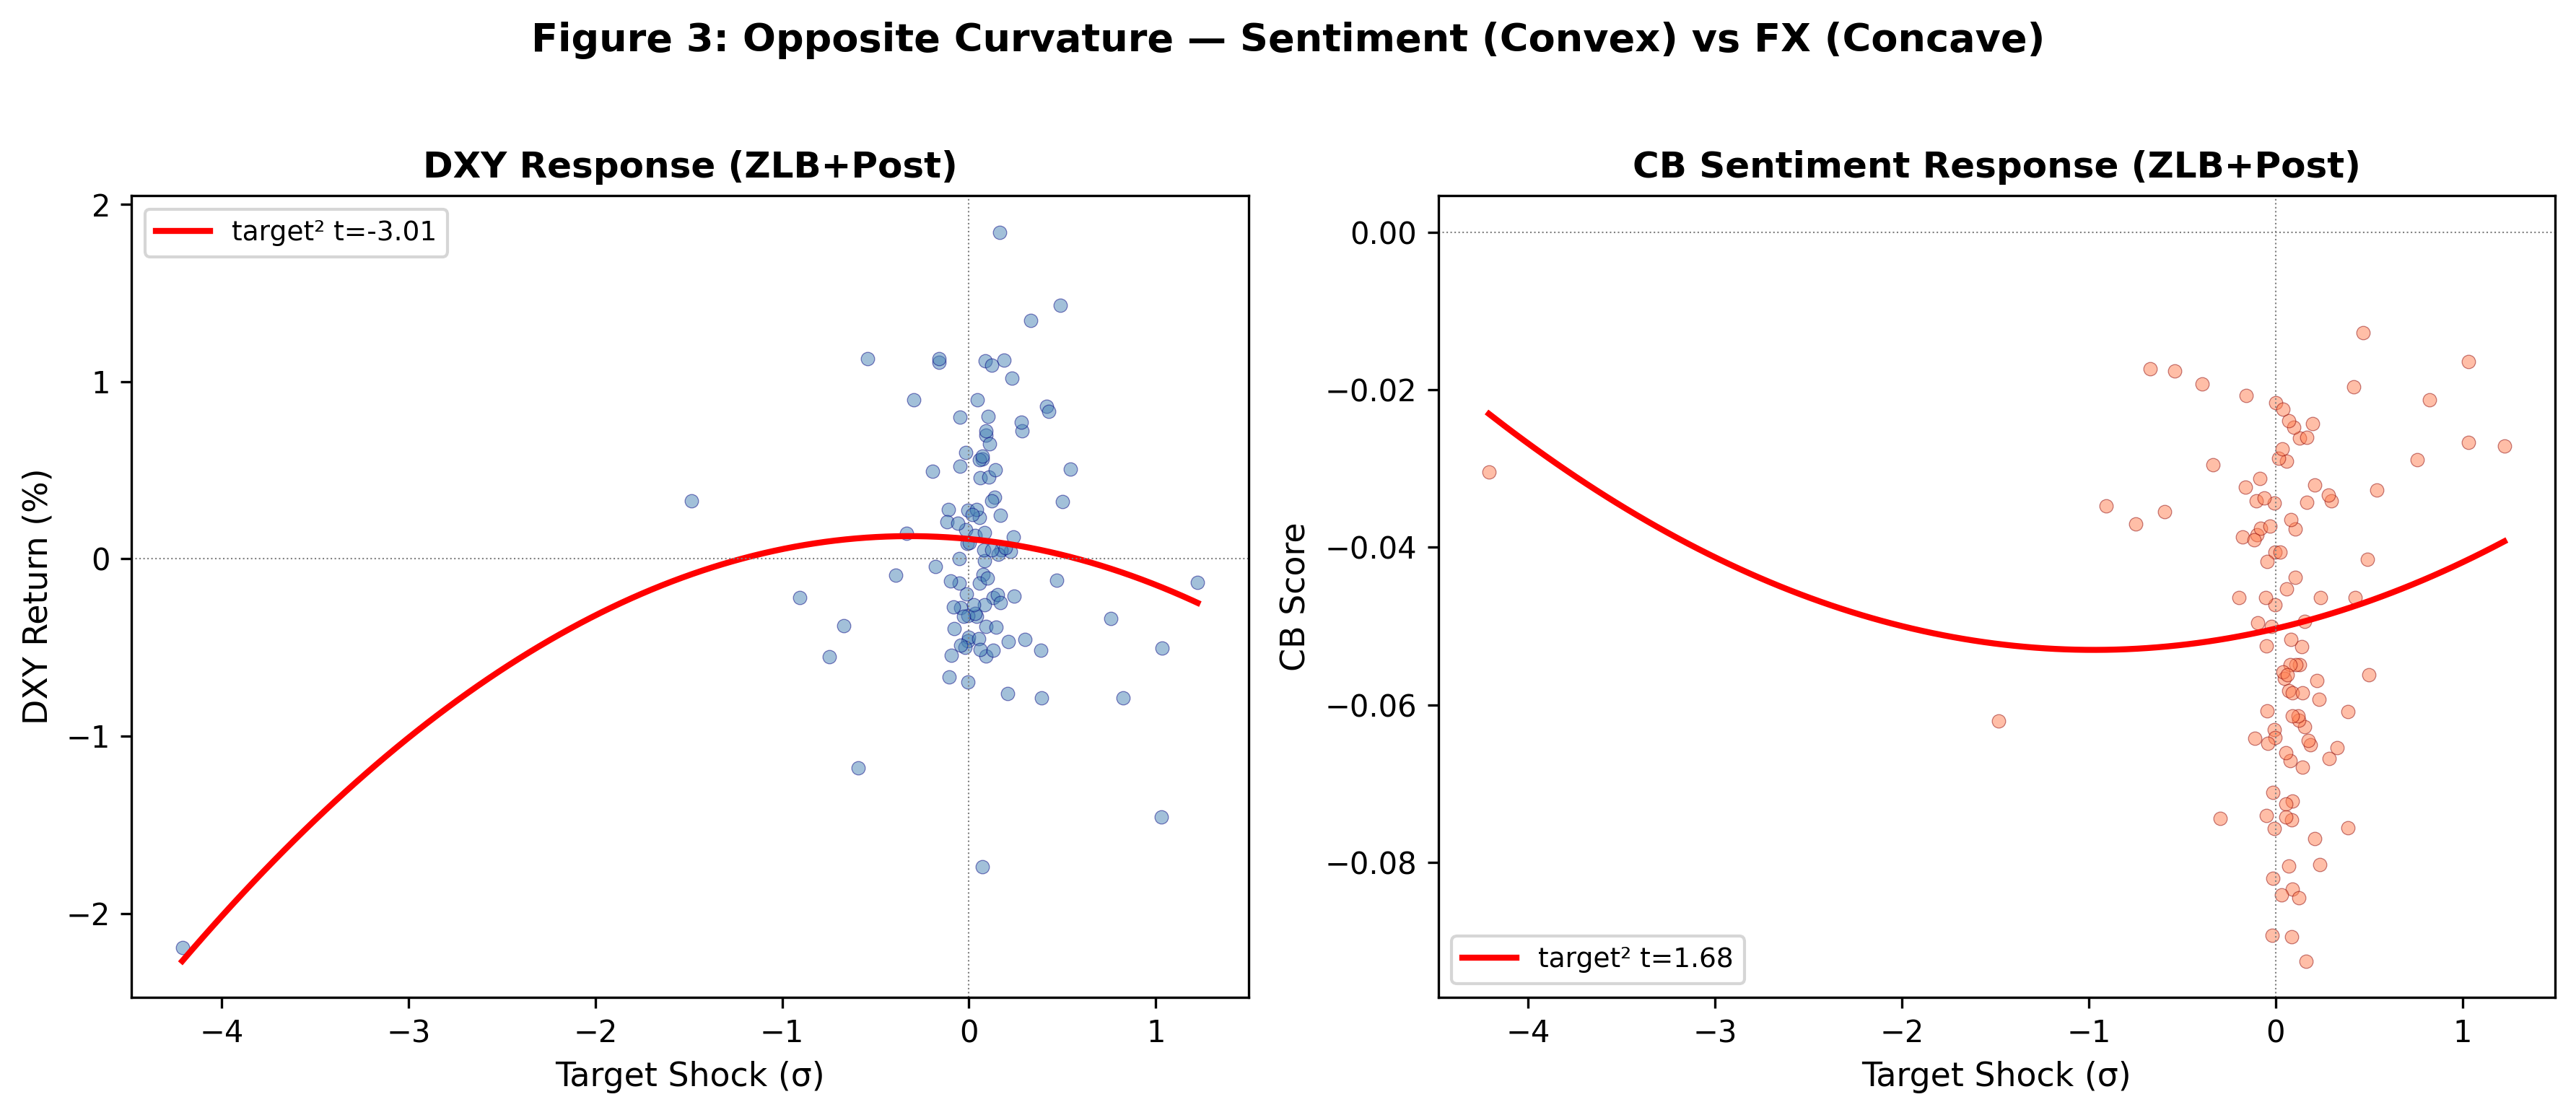 Figure 3: Opposite Curvature — Sentiment (Convex) vs FX (Concave)
DXY Response (ZLB+Post)
target² t=-3.01
2
1
0
−1
−2
DXY Return (%)
−4
−3
−2
−1
0
1
Target Shock (σ)
CB Sentiment Response (ZLB+Post)
0.00
−0.02
−0.04
−0.06
−0.08
CB Score
target² t=1.68
−4
−3
−2
−1
0
1
Target Shock (σ)